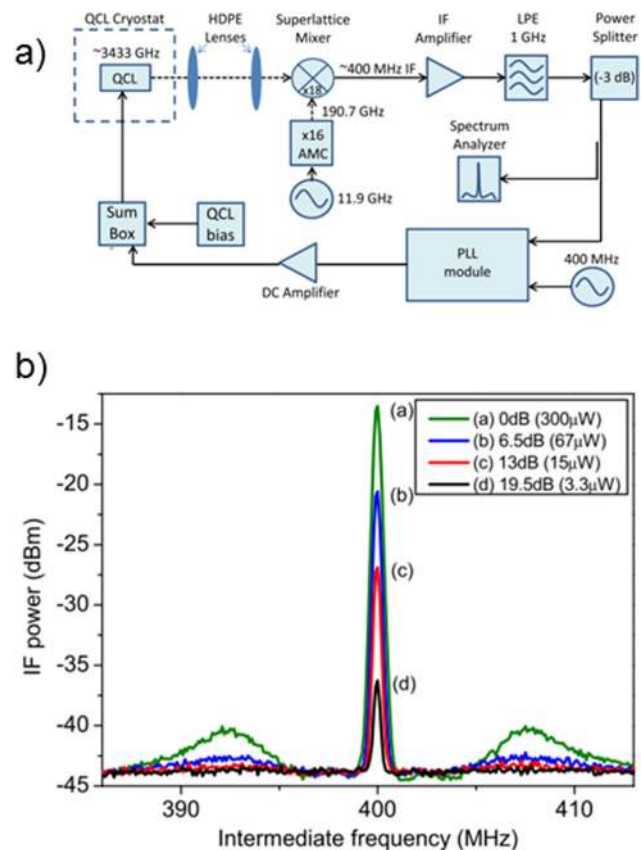 a)
QCL Cryostat
HDPE
Lenses
Superlattice
Mixer
IF
Amplifier
LPE
1 GHz
Power
Splitter
~3433 GHz
QCL
x18
~400 MHz IF
(-3 dB)
190.7 GHz
x16
AMC
Spectrum
Analyzer
11.9 GHz
Sum
Box
QCL
bias
PLL
module
400 MHz
DC Amplifier
b)
(a) 0dB (300μW)
(b) 6.5dB (67μW)
(c) 13dB (15μW)
(d) 19.5dB (3.3μW)
(a)
(b)
(c)
(d)
-15
-20
-25
-30
-35
-40
-45
IF power (dBm)
390
400
410
Intermediate frequency (MHz)